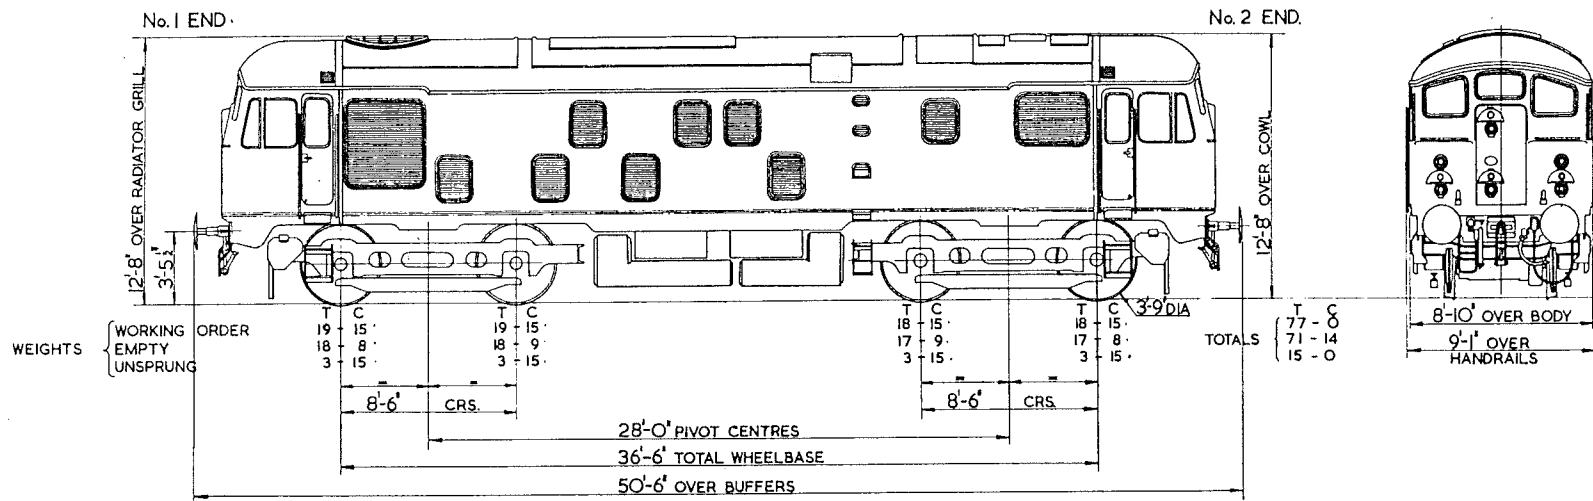 No. 1 END.
No. 2 END.
12'-8" OVER RADIATOR GRILL
3'-5½"
12'-8" OVER COWL
3'-9" DIA
T C T C T C T C T C
WEIGHTS { WORKING ORDER 19 - 15 19 - 15 18 - 15 18 - 15 TOTALS { 77 - 0
EMPTY 18 - 8 18 - 9 17 - 9 17 - 8 71 - 14
UNSPRUNG 3 - 15 3 - 15 3 - 15 3 - 15 15 - 0
8'-10" OVER BODY
9'-1" OVER
HANDRAILS
= = = =
8'-6" CRS. 8'-6" CRS.
28'-0" PIVOT CENTRES
36'-6" TOTAL WHEELBASE
50'-6" OVER BUFFERS